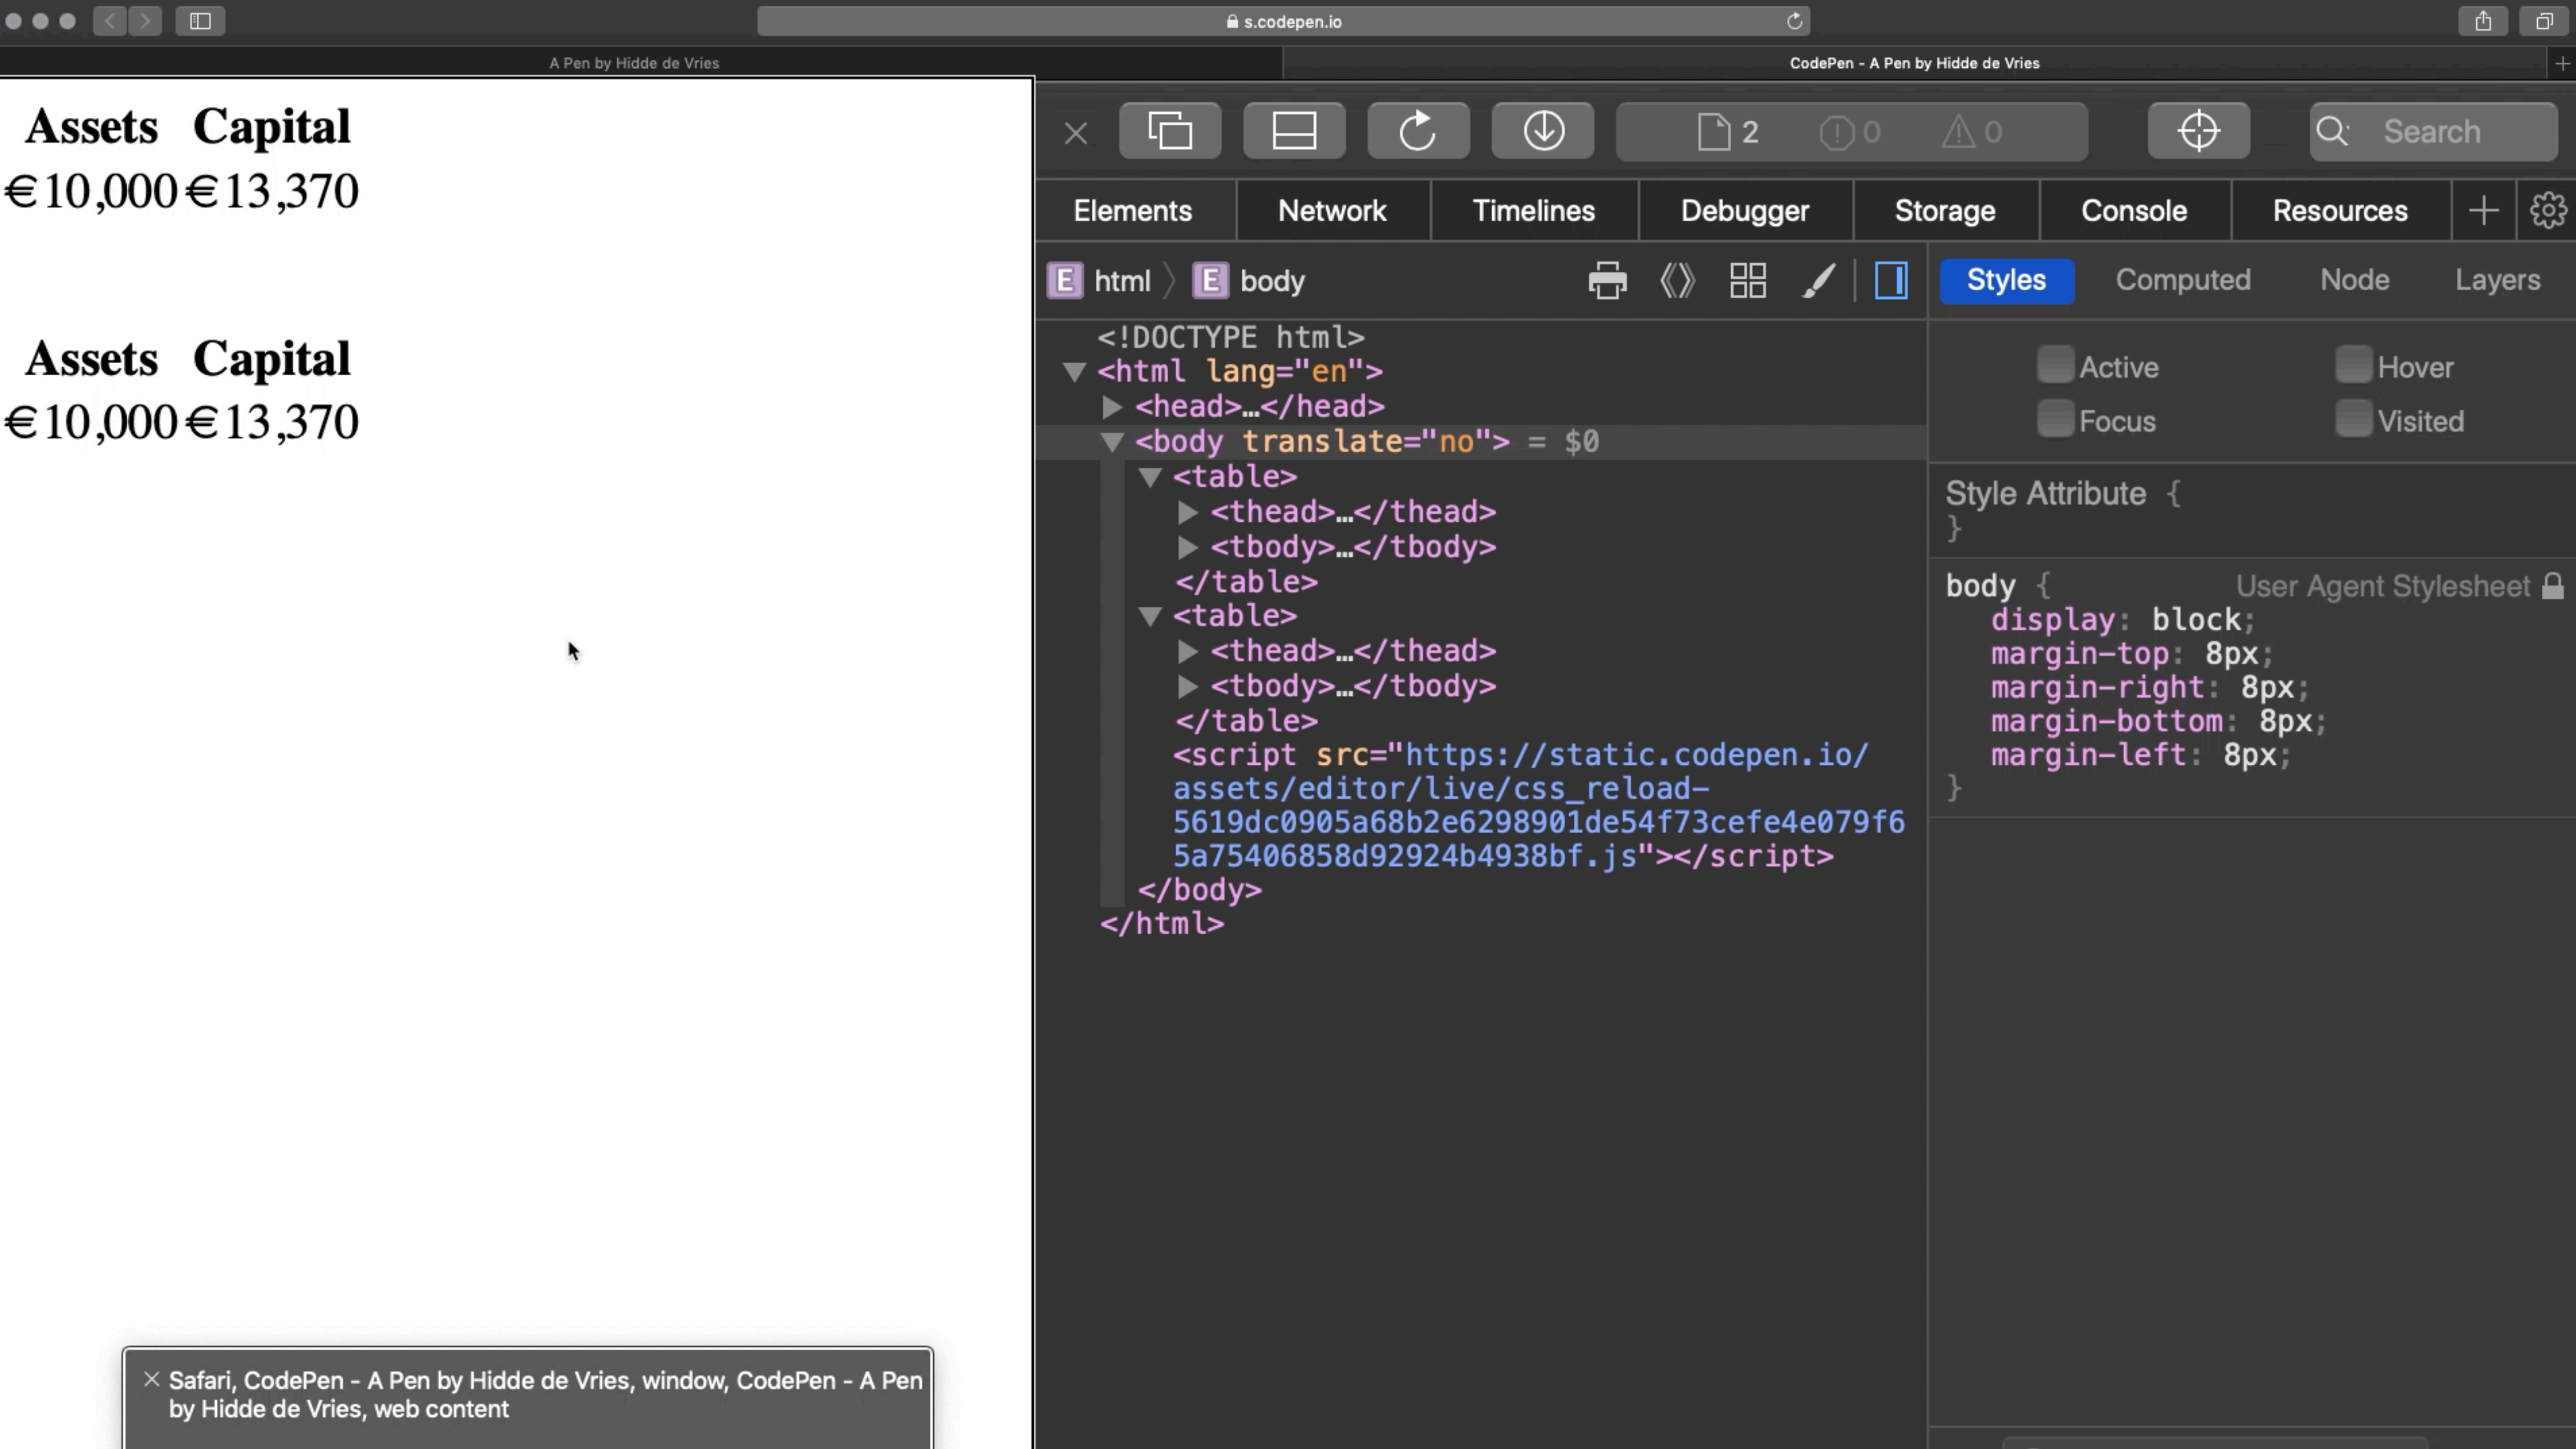 s.codepen.io
A Pen by Hidde de Vries
CodePen - A Pen by Hidde de Vries
Assets Capital
€10,000 €13,370
Assets Capital
€10,000 €13,370
2 0 0 Search
Elements Network Timelines Debugger Storage Console Resources
E html E body
Styles Computed Node Layers
<!DOCTYPE html>
<html lang="en">
<head>…</head>
<body translate="no"> = $0
<table>
<thead>…</thead>
<tbody>…</tbody>
</table>
<table>
<thead>…</thead>
<tbody>…</tbody>
</table>
<script src="https://static.codepen.io/
assets/editor/live/css_reload-
5619dc0905a68b2e6298901de54f73cefe4e079f6
5a75406858d92924b4938bf.js"></script>
</body>
</html>
Active Hover
Focus Visited
Style Attribute {
}
body { User Agent Stylesheet
display: block;
margin-top: 8px;
margin-right: 8px;
margin-bottom: 8px;
margin-left: 8px;
}
Safari, CodePen - A Pen by Hidde de Vries, window, CodePen - A Pen
by Hidde de Vries, web content